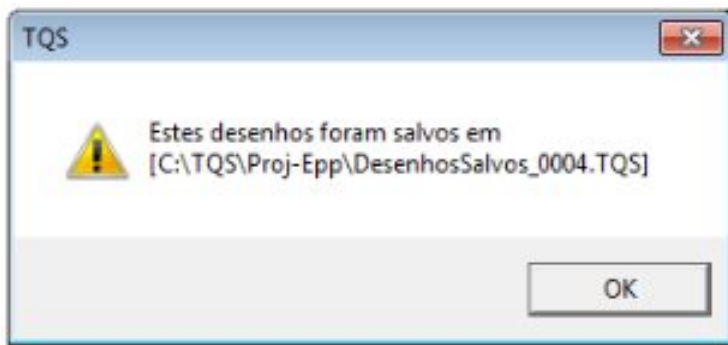 TQS
Estes desenhos foram salvos em
[C:\TQS\Proj-Epp\DesenhosSalvos_0004.TQS]
OK